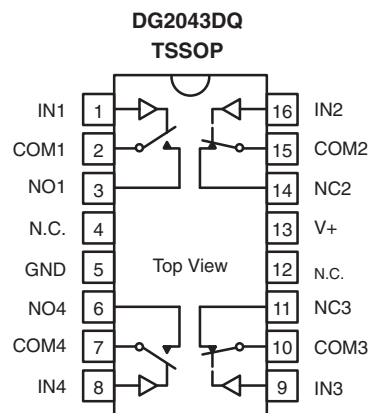 DG2043DQ
TSSOP
IN1 1 16 IN2
COM1 2 15 COM2
NO1 3 14 NC2
N.C. 4 13 V+
GND 5 Top View 12 N.C.
NO4 6 11 NC3
COM4 7 10 COM3
IN4 8 9 IN3